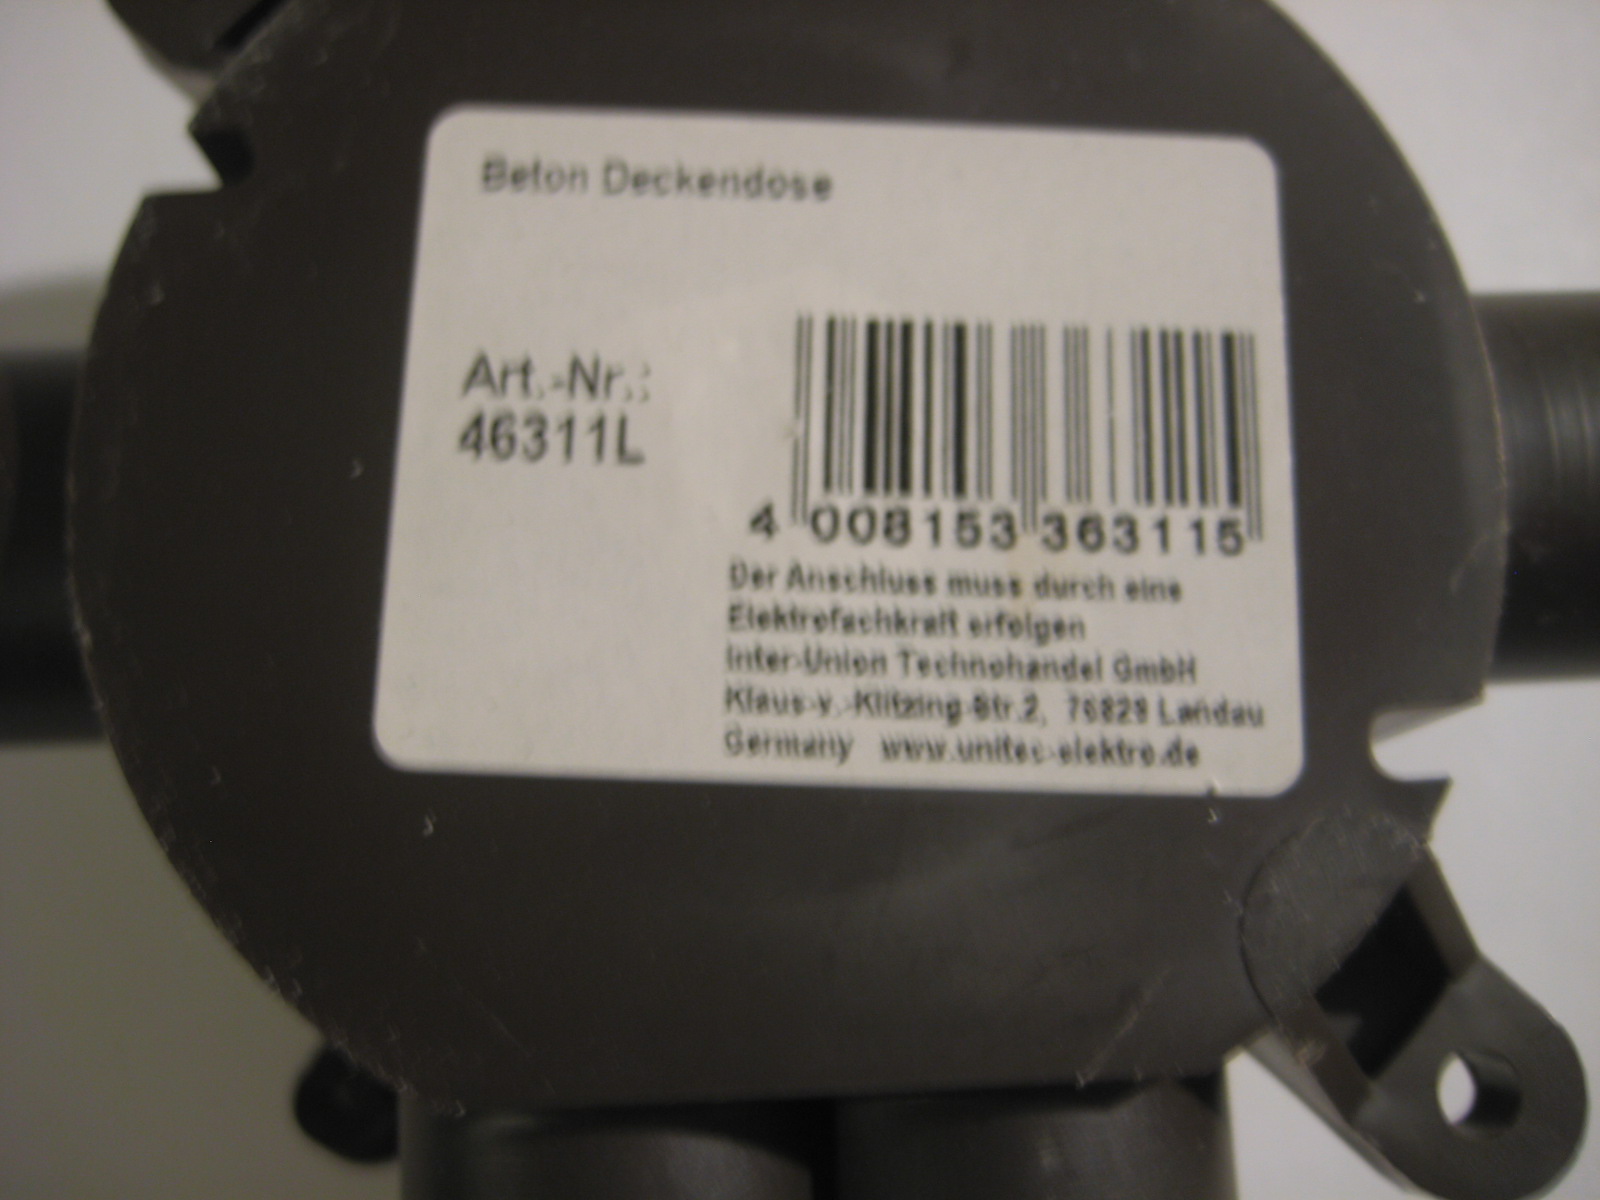 Beton Deckendose
Art.-Nr.:
46311L
4 008153 363115
Der Anschluss muss durch eine
Elektrofachkraft erfolgen
Inter-Union Technohandel GmbH
Klaus-v.-Klitzing-Str.2, 76829 Landau
Germany www.unitec-elektro.de